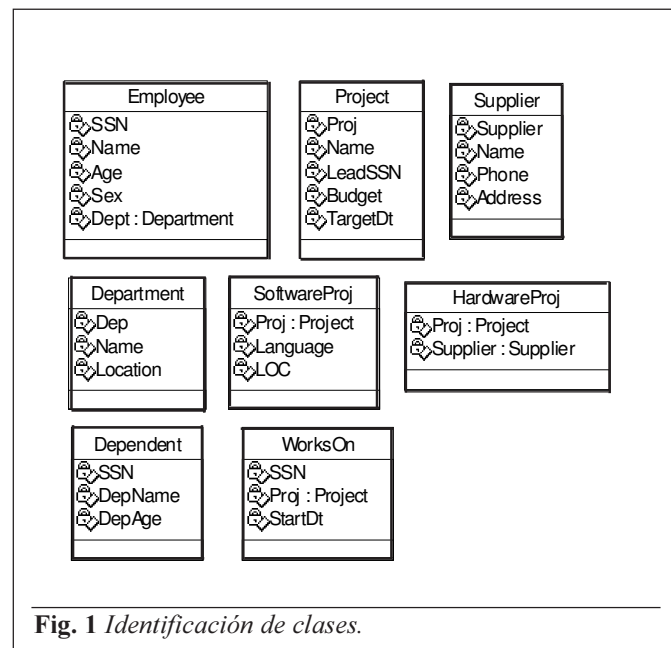 Employee
SSN
Name
Age
Sex
Dept : Department
Project
Proj
Name
LeadSSN
Budget
TargetDt
Supplier
Supplier
Name
Phone
Address
Department
Dep
Name
Location
SoftwareProj
Proj : Project
Language
LOC
HardwareProj
Proj : Project
Supplier : Supplier
Dependent
SSN
DepName
DepAge
WorksOn
SSN
Proj : Project
StartDt
Fig. 1 Identificación de clases.